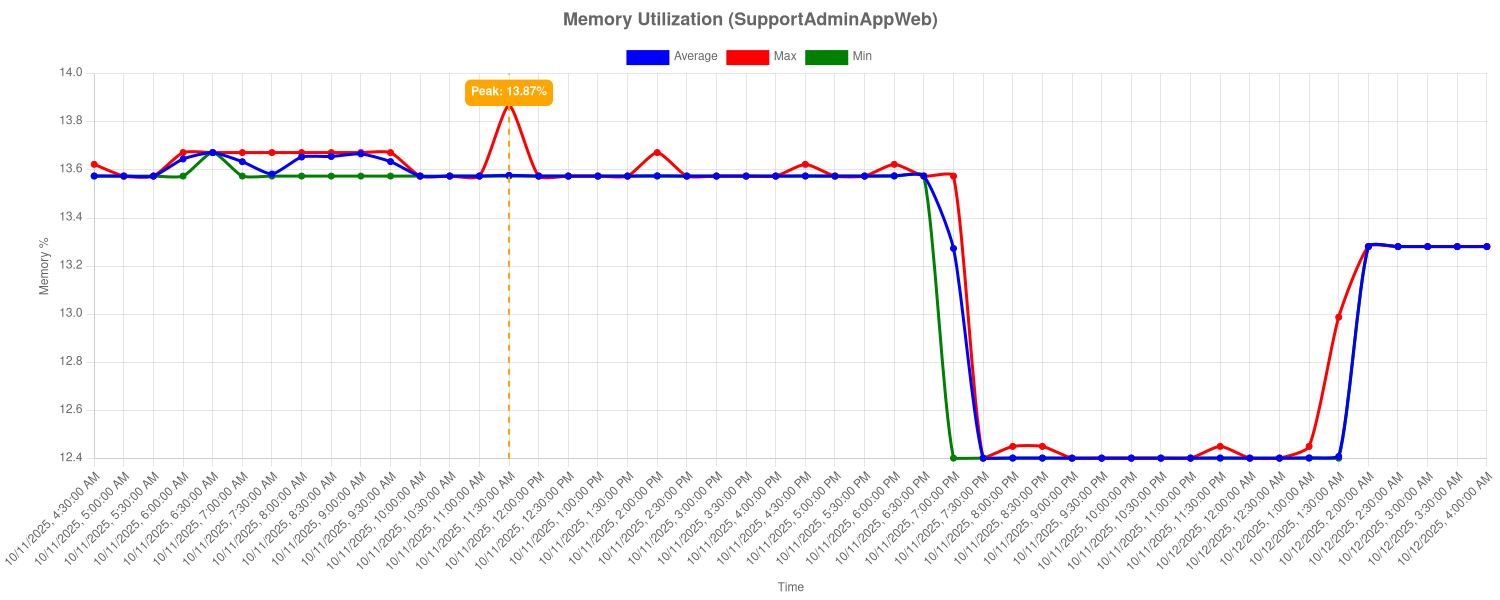 Memory Utilization (SupportAdminAppWeb)
Average Max Min
Peak: 13.87%
14.0
13.8
13.6
13.4
13.2
13.0
12.8
12.6
12.4
Memory %
10/11/2025, 4:30:00 AM
10/11/2025, 5:00:00 AM
10/11/2025, 5:30:00 AM
10/11/2025, 6:00:00 AM
10/11/2025, 6:30:00 AM
10/11/2025, 7:00:00 AM
10/11/2025, 7:30:00 AM
10/11/2025, 8:00:00 AM
10/11/2025, 8:30:00 AM
10/11/2025, 9:00:00 AM
10/11/2025, 9:30:00 AM
10/11/2025, 10:00:00 AM
10/11/2025, 10:30:00 AM
10/11/2025, 11:00:00 AM
10/11/2025, 11:30:00 AM
10/11/2025, 12:00:00 PM
10/11/2025, 12:30:00 PM
10/11/2025, 1:00:00 PM
10/11/2025, 1:30:00 PM
10/11/2025, 2:00:00 PM
10/11/2025, 2:30:00 PM
10/11/2025, 3:00:00 PM
10/11/2025, 3:30:00 PM
10/11/2025, 4:00:00 PM
10/11/2025, 4:30:00 PM
10/11/2025, 5:00:00 PM
10/11/2025, 5:30:00 PM
10/11/2025, 6:00:00 PM
10/11/2025, 6:30:00 PM
10/11/2025, 7:00:00 PM
10/11/2025, 7:30:00 PM
10/11/2025, 8:00:00 PM
10/11/2025, 8:30:00 PM
10/11/2025, 9:00:00 PM
10/11/2025, 9:30:00 PM
10/11/2025, 10:00:00 PM
10/11/2025, 10:30:00 PM
10/11/2025, 11:00:00 PM
10/11/2025, 11:30:00 PM
10/12/2025, 12:00:00 AM
10/12/2025, 12:30:00 AM
10/12/2025, 1:00:00 AM
10/12/2025, 1:30:00 AM
10/12/2025, 2:00:00 AM
10/12/2025, 2:30:00 AM
10/12/2025, 3:00:00 AM
10/12/2025, 3:30:00 AM
10/12/2025, 4:00:00 AM
Time